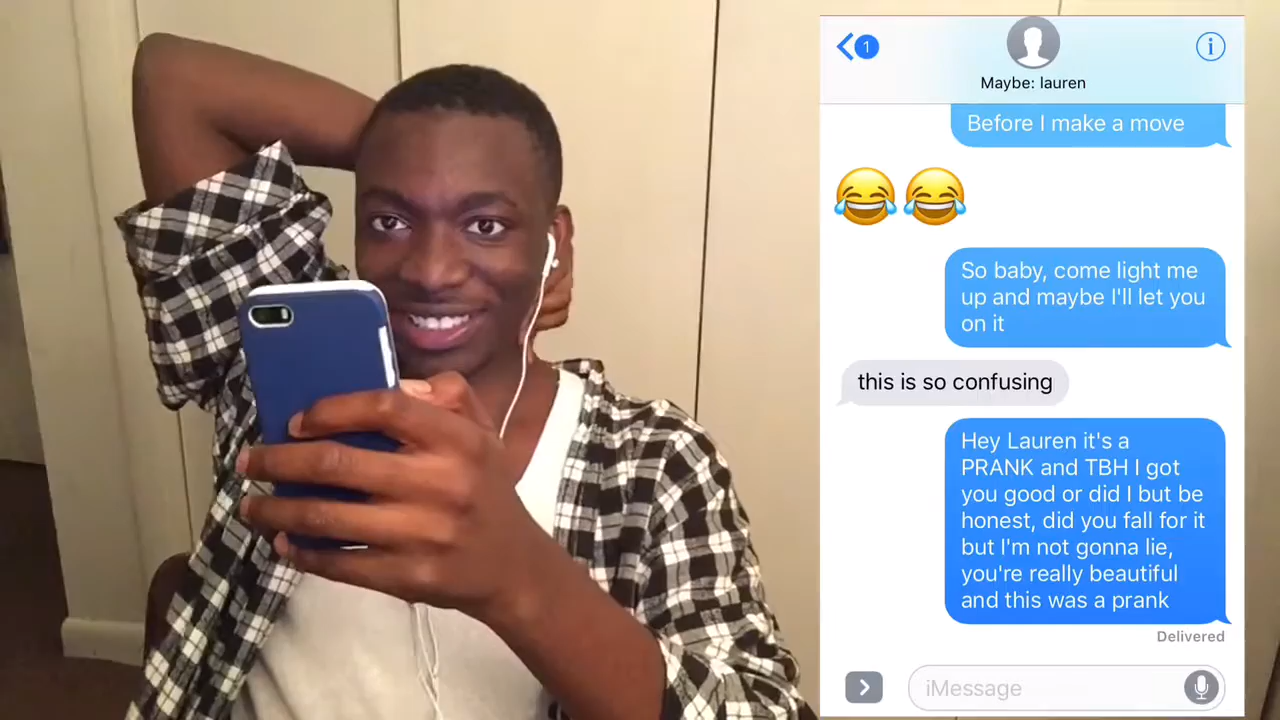 1
Maybe: lauren
Before I make a move
😂😂
So baby, come light me
up and maybe I'll let you
on it
this is so confusing
Hey Lauren it's a
PRANK and TBH I got
you good or did I but be
honest, did you fall for it
but I'm not gonna lie,
you're really beautiful
and this was a prank
Delivered
iMessage